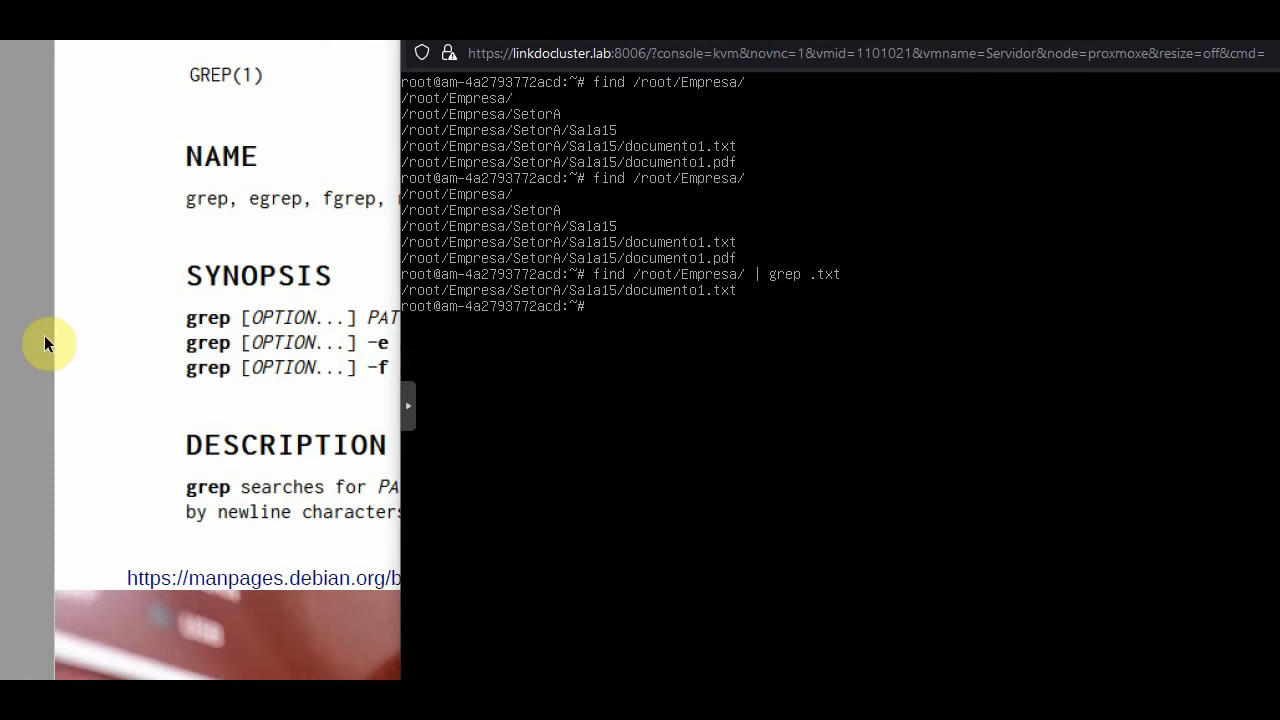 GREP(1)
NAME
grep, egrep, fgrep,
SYNOPSIS
grep [OPTION...] PAT
grep [OPTION...] -e
grep [OPTION...] -f
DESCRIPTION
grep searches for PA
by newline characters
https://manpages.debian.org/b
https://linkdocluster.lab:8006/?console=kvm&novnc=1&vmid=1101021&vmname=Servidor&node=proxmoxe&resize=off&cmd=
root@am-4a2793772acd:~# find /root/Empresa/
/root/Empresa/
/root/Empresa/SetorA
/root/Empresa/SetorA/Sala15
/root/Empresa/SetorA/Sala15/documento1.txt
/root/Empresa/SetorA/Sala15/documento1.pdf
root@am-4a2793772acd:~# find /root/Empresa/
/root/Empresa/
/root/Empresa/SetorA
/root/Empresa/SetorA/Sala15
/root/Empresa/SetorA/Sala15/documento1.txt
/root/Empresa/SetorA/Sala15/documento1.pdf
root@am-4a2793772acd:~# find /root/Empresa/ | grep .txt
/root/Empresa/SetorA/Sala15/documento1.txt
root@am-4a2793772acd:~#